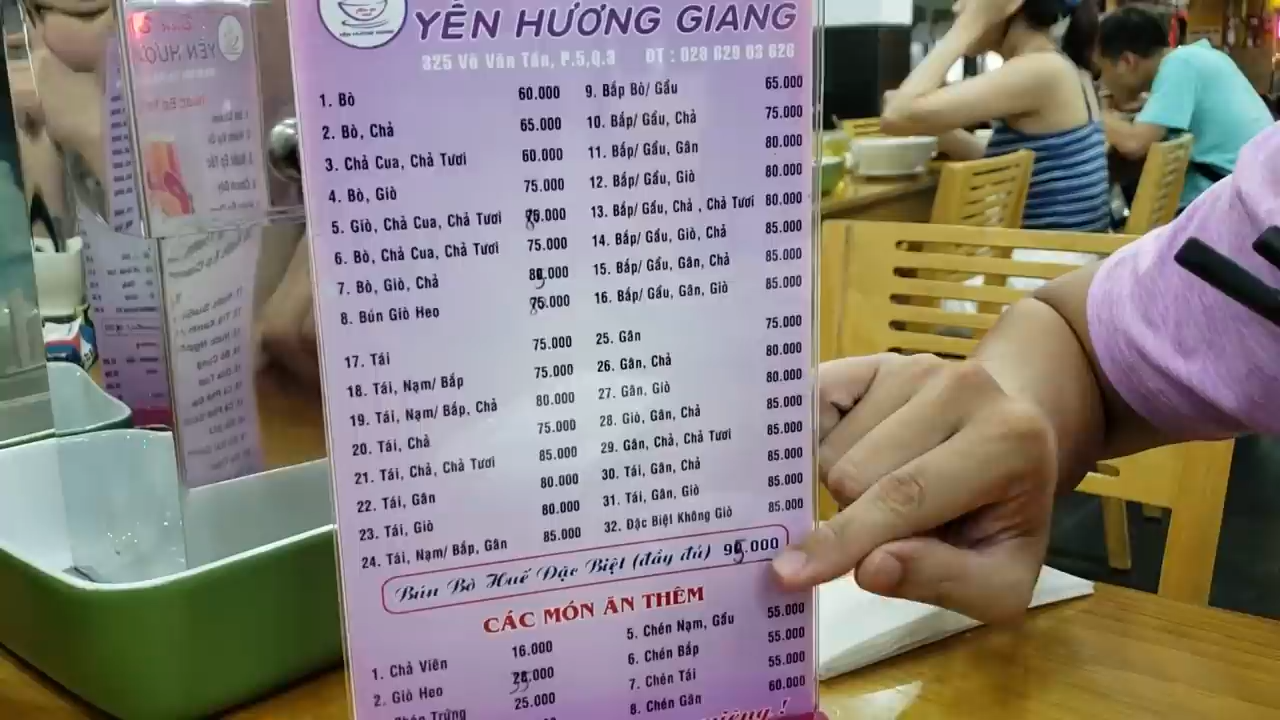 YẾN HƯƠNG GIANG
325 Võ Văn Tần, P.5,Q.3 ĐT : 028 629 03 626
1. Bò 60.000
2. Bò, Chả 65.000
3. Chả Cua, Chả Tươi 60.000
4. Bò, Giò 75.000
5. Giò, Chả Cua, Chả Tươi 85.000
6. Bò, Chả Cua, Chả Tươi 75.000
7. Bò, Giò, Chả 85.000
8. Bún Giò Heo 85.000
9. Bắp Bò/ Gầu 65.000
10. Bắp/ Gầu, Chả 75.000
11. Bắp/ Gầu, Gân 80.000
12. Bắp/ Gầu, Giò 80.000
13. Bắp/ Gầu, Chả , Chả Tươi 80.000
14. Bắp/ Gầu, Giò, Chả 85.000
15. Bắp/ Gầu, Gân, Chả 85.000
16. Bắp/ Gầu, Gân, Giò 85.000
17. Tái 75.000
18. Tái, Nạm/ Bắp 75.000
19. Tái, Nạm/ Bắp, Chả 80.000
20. Tái, Chả 75.000
21. Tái, Chả, Chả Tươi 85.000
22. Tái, Gân 80.000
23. Tái, Giò 80.000
24. Tái, Nạm/ Bắp, Gân 85.000
25. Gân 75.000
26. Gân, Chả 80.000
27. Gân, Giò 80.000
28. Giò, Gân, Chả 85.000
29. Gân, Chả, Chả Tươi 85.000
30. Tái, Gân, Chả 85.000
31. Tái, Gân, Giò 85.000
32. Đặc Biệt Không Giò 85.000
Bún Bò Huế Đặc Biệt (đầy đủ) 95.000
CÁC MÓN ĂN THÊM
1. Chả Viên 16.000
2. Giò Heo
Trứng 25.000
5. Chén Nạm, Gầu 55.000
6. Chén Bắp 55.000
7. Chén Tái 55.000
8. Chén Gân 60.000